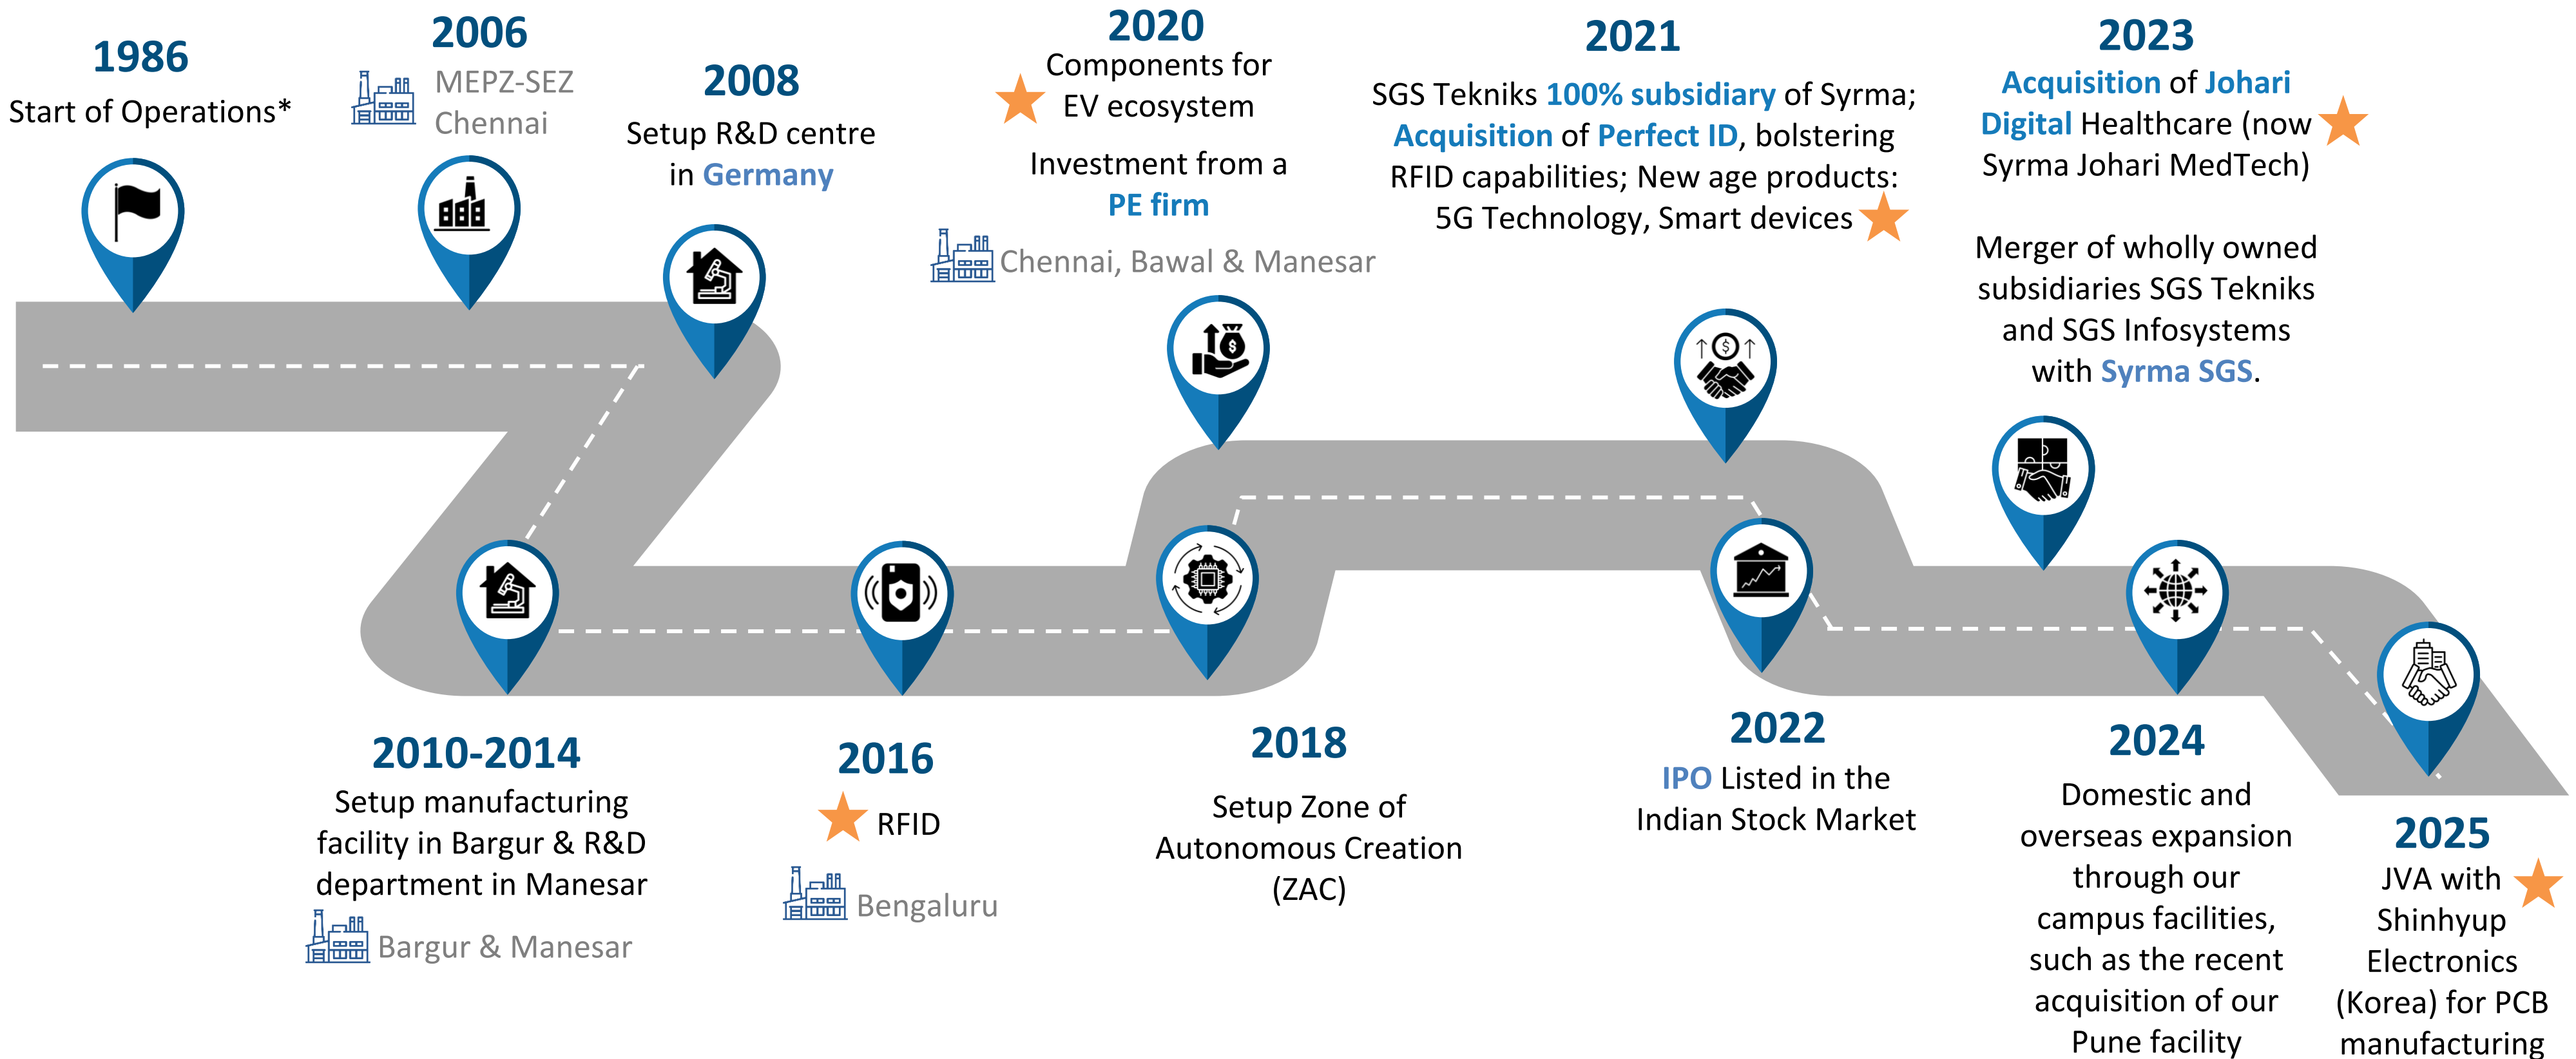 1986
Start of Operations*
2006
MEPZ-SEZ
Chennai
2008
Setup R&D centre
in Germany
2020
Components for
EV ecosystem
Investment from a
PE firm
Chennai, Bawal & Manesar
2021
SGS Tekniks 100% subsidiary of Syrma;
Acquisition of Perfect ID, bolstering
RFID capabilities; New age products:
5G Technology, Smart devices
2023
Acquisition of Johari
Digital Healthcare (now
Syrma Johari MedTech)
Merger of wholly owned
subsidiaries SGS Tekniks
and SGS Infosystems
with Syrma SGS.
2010-2014
Setup manufacturing
facility in Bargur & R&D
department in Manesar
Bargur & Manesar
2016
RFID
Bengaluru
2018
Setup Zone of
Autonomous Creation
(ZAC)
2022
IPO Listed in the
Indian Stock Market
2024
Domestic and
overseas expansion
through our
campus facilities,
such as the recent
acquisition of our
Pune facility
2025
JVA with
Shinhyup
Electronics
(Korea) for PCB
manufacturing